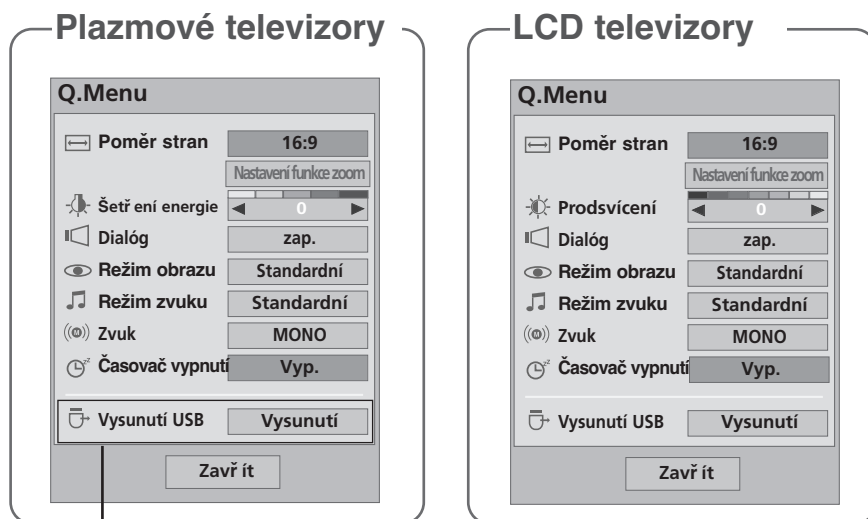 Plazmové televizory
Q.Menu
Poměr stran 16:9
Nastavení funkce zoom
Šetř ení energie 0
Dialóg zap.
Režim obrazu Standardní
Režim zvuku Standardní
Zvuk MONO
Časovač vypnutí Vyp.
Vysunutí USB Vysunutí
Zavř ít
LCD televizory
Q.Menu
Poměr stran 16:9
Nastavení funkce zoom
Prodsvícení 0
Dialóg zap.
Režim obrazu Standardní
Režim zvuku Standardní
Zvuk MONO
Časovač vypnutí Vyp.
Vysunutí USB Vysunutí
Zavř ít